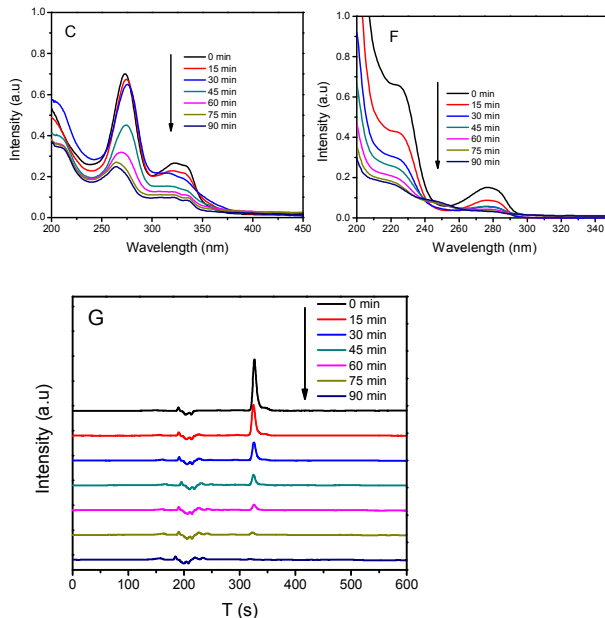 C
1.0
0.8
0.6
0.4
0.2
0.0
Intensity (a.u)
0 min
15 min
30 min
45 min
60 min
75 min
90 min
200 250 300 350 400 450
Wavelength (nm)
F
1.0
0.8
0.6
0.4
0.2
0.0
Intensity (a.u)
0 min
15 min
30 min
45 min
60 min
75 min
90 min
200 220 240 260 280 300 320 340
Wavelength (nm)
G
Intensity (a.u)
0 min
15 min
30 min
45 min
60 min
75 min
90 min
0 100 200 300 400 500 600
T (s)